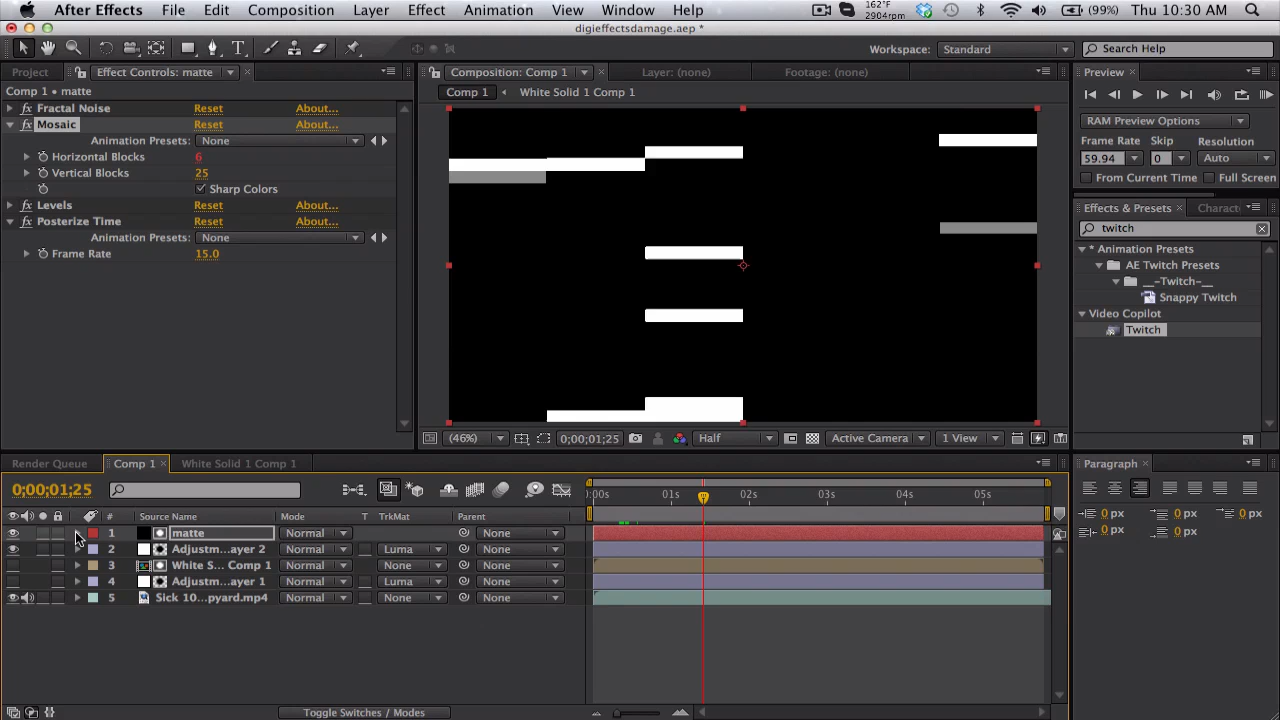 After Effects File Edit Composition Layer Effect Animation View Window Help 162°F 2904rpm (99%) Thu 10:30 AM
digieffectsdamage.aep *
T Workspace: Standard Search Help
Project Effect Controls: matte Composition: Comp 1 Layer: (none) Footage: (none) Preview
Comp 1 • matte Comp 1 White Solid 1 Comp 1
fx Fractal Noise Reset About...
fx Mosaic Reset About... RAM Preview Options
Animation Presets: None Frame Rate Skip Resolution
Horizontal Blocks 6 59.94 0 Auto
Vertical Blocks 25 From Current Time Full Screen
Sharp Colors
fx Levels Reset About... Effects & Presets Charact
fx Posterize Time Reset About... twitch
Animation Presets: None * Animation Presets
Frame Rate 15.0 AE Twitch Presets
__-Twitch-__
Snappy Twitch
Video Copilot
Twitch
(46%) 0;00;01;25 Half Active Camera 1 View
Render Queue Comp 1 White Solid 1 Comp 1 Paragraph
0;00;01;25 :00s 01s 02s 03s 04s 05s
# Source Name Mode T TrkMat Parent 0 px 0 px 0 px
1 matte Normal None 0 px 0 px
2 Adjustm...ayer 2 Normal Luma None
3 White S... Comp 1 Normal None None
4 Adjustm...ayer 1 Normal Luma None
5 Sick 10...pyard.mp4 Normal None None
Toggle Switches / Modes